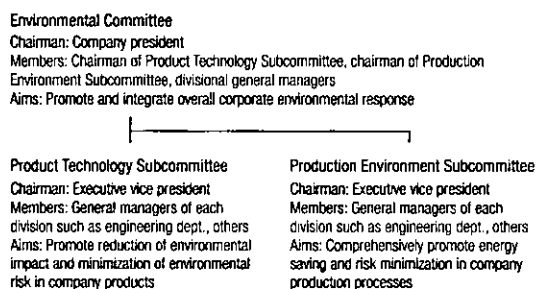 Environmental Committee
Chairman: Company president
Members: Chairman of Product Technology Subcommittee, chairman of Production
Environment Subcommittee, divisional general managers
Aims: Promote and integrate overall corporate environmental response
Product Technology Subcommittee
Chairman: Executive vice president
Members: General managers of each
division such as engineering dept., others
Aims: Promote reduction of environmental
impact and minimization of environmental
risk in company products
Production Environment Subcommittee
Chairman: Executive vice president
Members: General managers of each
division such as engineering dept., others
Aims: Comprehensively promote energy
saving and risk minimization in company
production processes